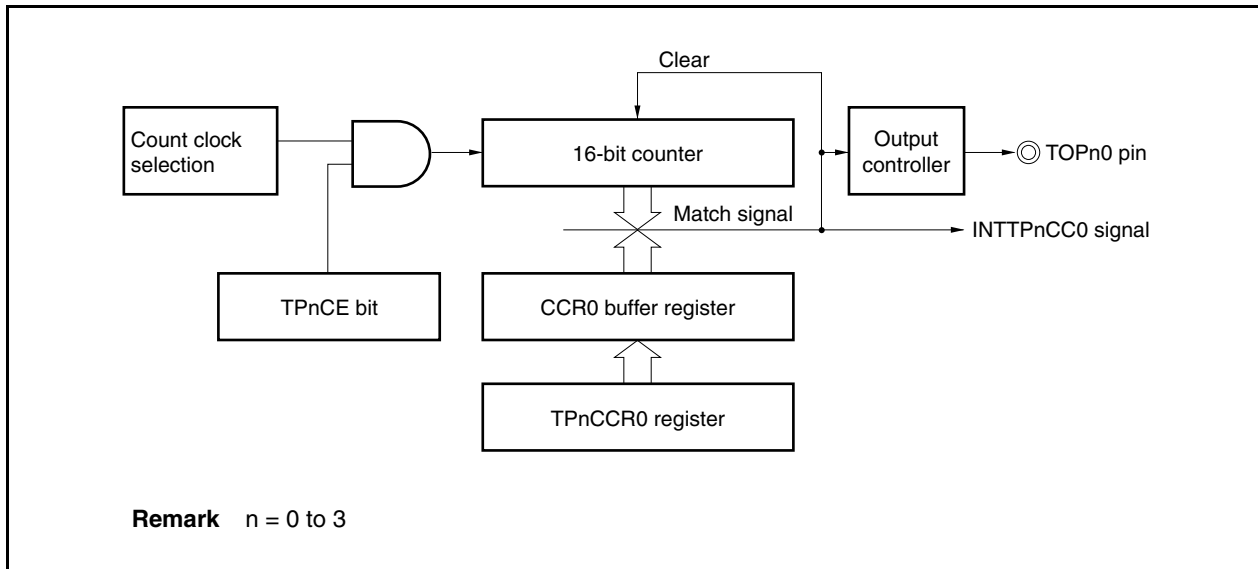 Clear
Count clock
selection
16-bit counter
Output
controller
TOPn0 pin
Match signal
INTTPnCC0 signal
TPnCE bit
CCR0 buffer register
TPnCCR0 register
Remark n = 0 to 3